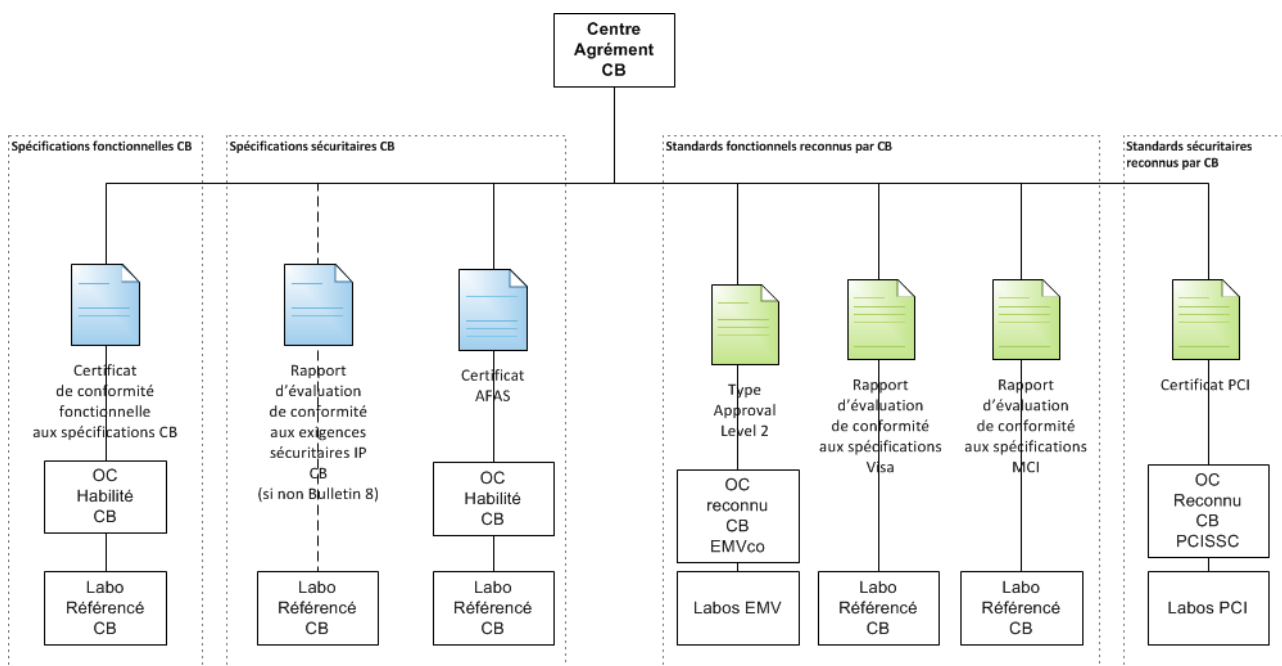 Centre
Agrément
CB
Spécifications fonctionnelles CB
Spécifications sécuritaires CB
Standards fonctionnels reconnus par CB
Standards sécuritaires
reconnus par CB
Certificat
de conformité
fonctionnelle
aux spécifications CB
Rapport
d'évaluation
de conformité
aux exigences
sécuritaires IP
CB
(si non Bulletin 8)
Certificat
AFAS
Type
Approval
Level 2
Rapport
d'évaluation
de conformité
aux spécifications
Visa
Rapport
d'évaluation
de conformité
aux spécifications
MCI
Certificat PCI
OC
Habilité
CB
OC
Habilité
CB
OC
reconnu
CB
EMVco
OC
Reconnu
CB
PCISSC
Labo
Référencé
CB
Labo
Référencé
CB
Labo
Référencé
CB
Labos EMV
Labo
Référencé
CB
Labo
Référencé
CB
Labos PCI